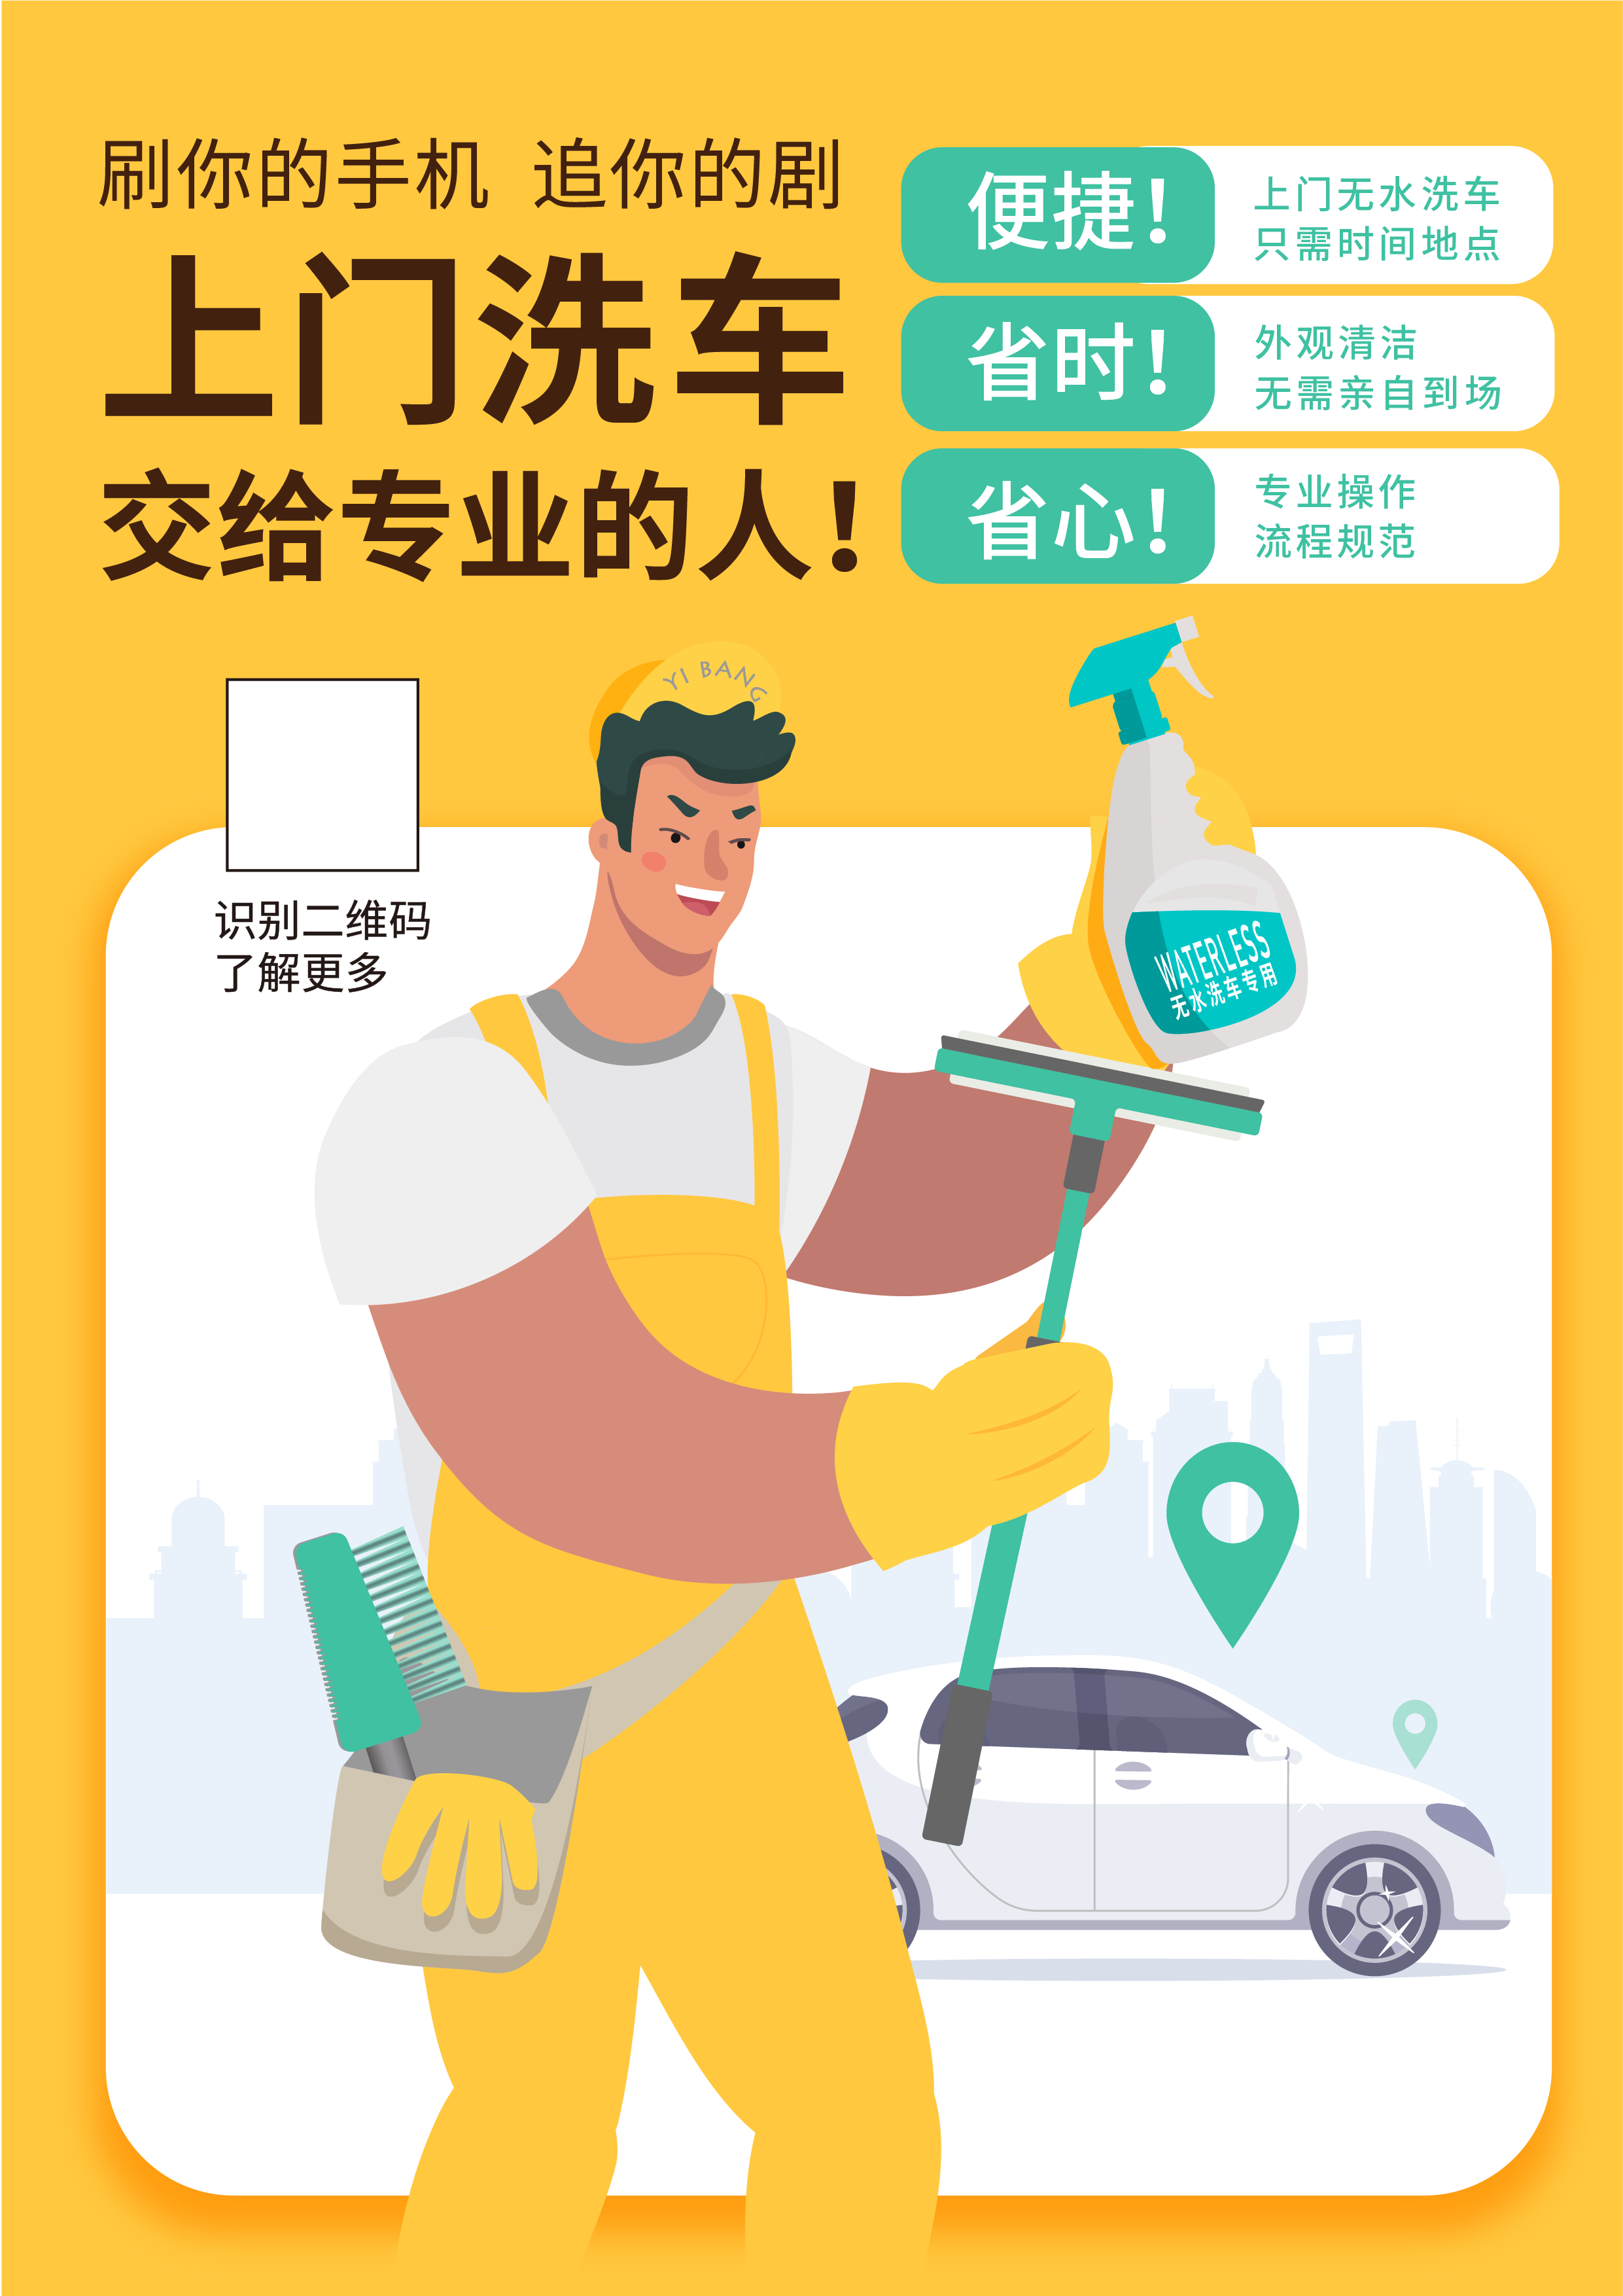 刷你的手机 追你的剧
上门洗车
交给专业的人！
便捷！
上门无水洗车
只需时间地点
省时！
外观清洁
无需亲自到场
省心！
专业操作
流程规范
YI BANG
识别二维码
了解更多
WATERLESS
无水洗车专用